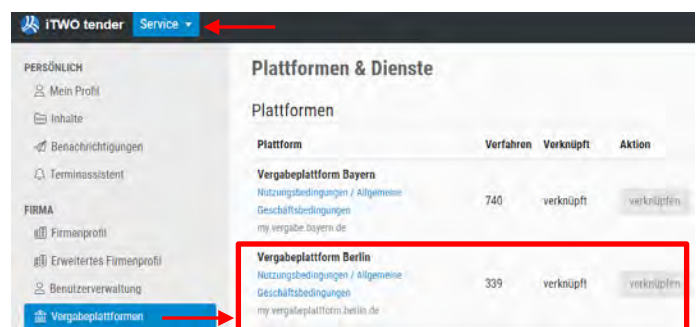 iTWO tender Service
PERSÖNLICH
Mein Profil
Inhalte
Benachrichtigungen
Terminassistent
FIRMA
Firmenprofil
Erweitertes Firmenprofil
Benutzerverwaltung
Vergabeplattformen
Plattformen & Dienste
Plattformen
Plattform Verfahren Verknüpft Aktion
Vergabeplattform Bayern
Nutzungsbedingungen / Allgemeine
Geschäftsbedingungen
my.vergabe.bayern.de
740 verknüpft verknüpfen
Vergabeplattform Berlin
Nutzungsbedingungen / Allgemeine
Geschäftsbedingungen
my.vergabeplattform.berlin.de
339 verknüpft verknüpfen